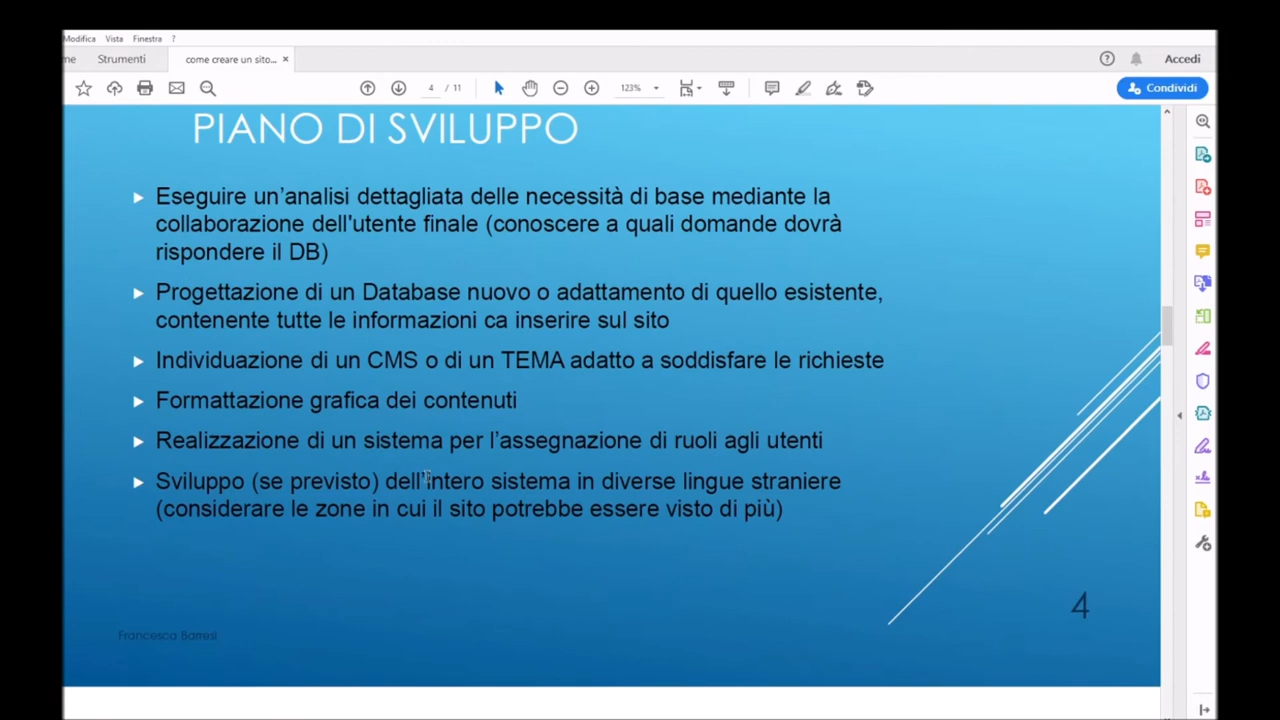 Modifica Vista Finestra ?
me Strumenti come creare un sito... × Accedi
4 / 11 123% Condividi
PIANO DI SVILUPPO
Eseguire un’analisi dettagliata delle necessità di base mediante la
collaborazione dell'utente finale (conoscere a quali domande dovrà
rispondere il DB)
Progettazione di un Database nuovo o adattamento di quello esistente,
contenente tutte le informazioni ca inserire sul sito
Individuazione di un CMS o di un TEMA adatto a soddisfare le richieste
Formattazione grafica dei contenuti
Realizzazione di un sistema per l’assegnazione di ruoli agli utenti
Sviluppo (se previsto) dell’intero sistema in diverse lingue straniere
(considerare le zone in cui il sito potrebbe essere visto di più)
4
Francesca Barresi